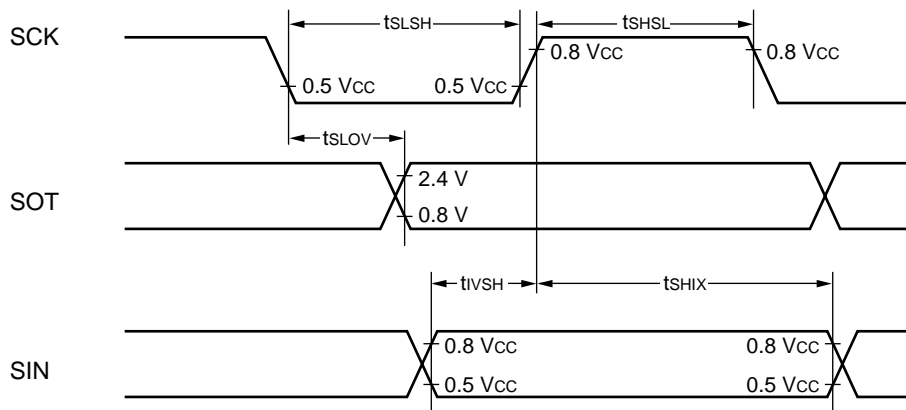 tSLSH
tSHSL
SCK
0.8 VCC
0.8 VCC
0.5 VCC
0.5 VCC
tSLOV
2.4 V
SOT
0.8 V
tIVSH
tSHIX
0.8 VCC
0.8 VCC
SIN
0.5 VCC
0.5 VCC